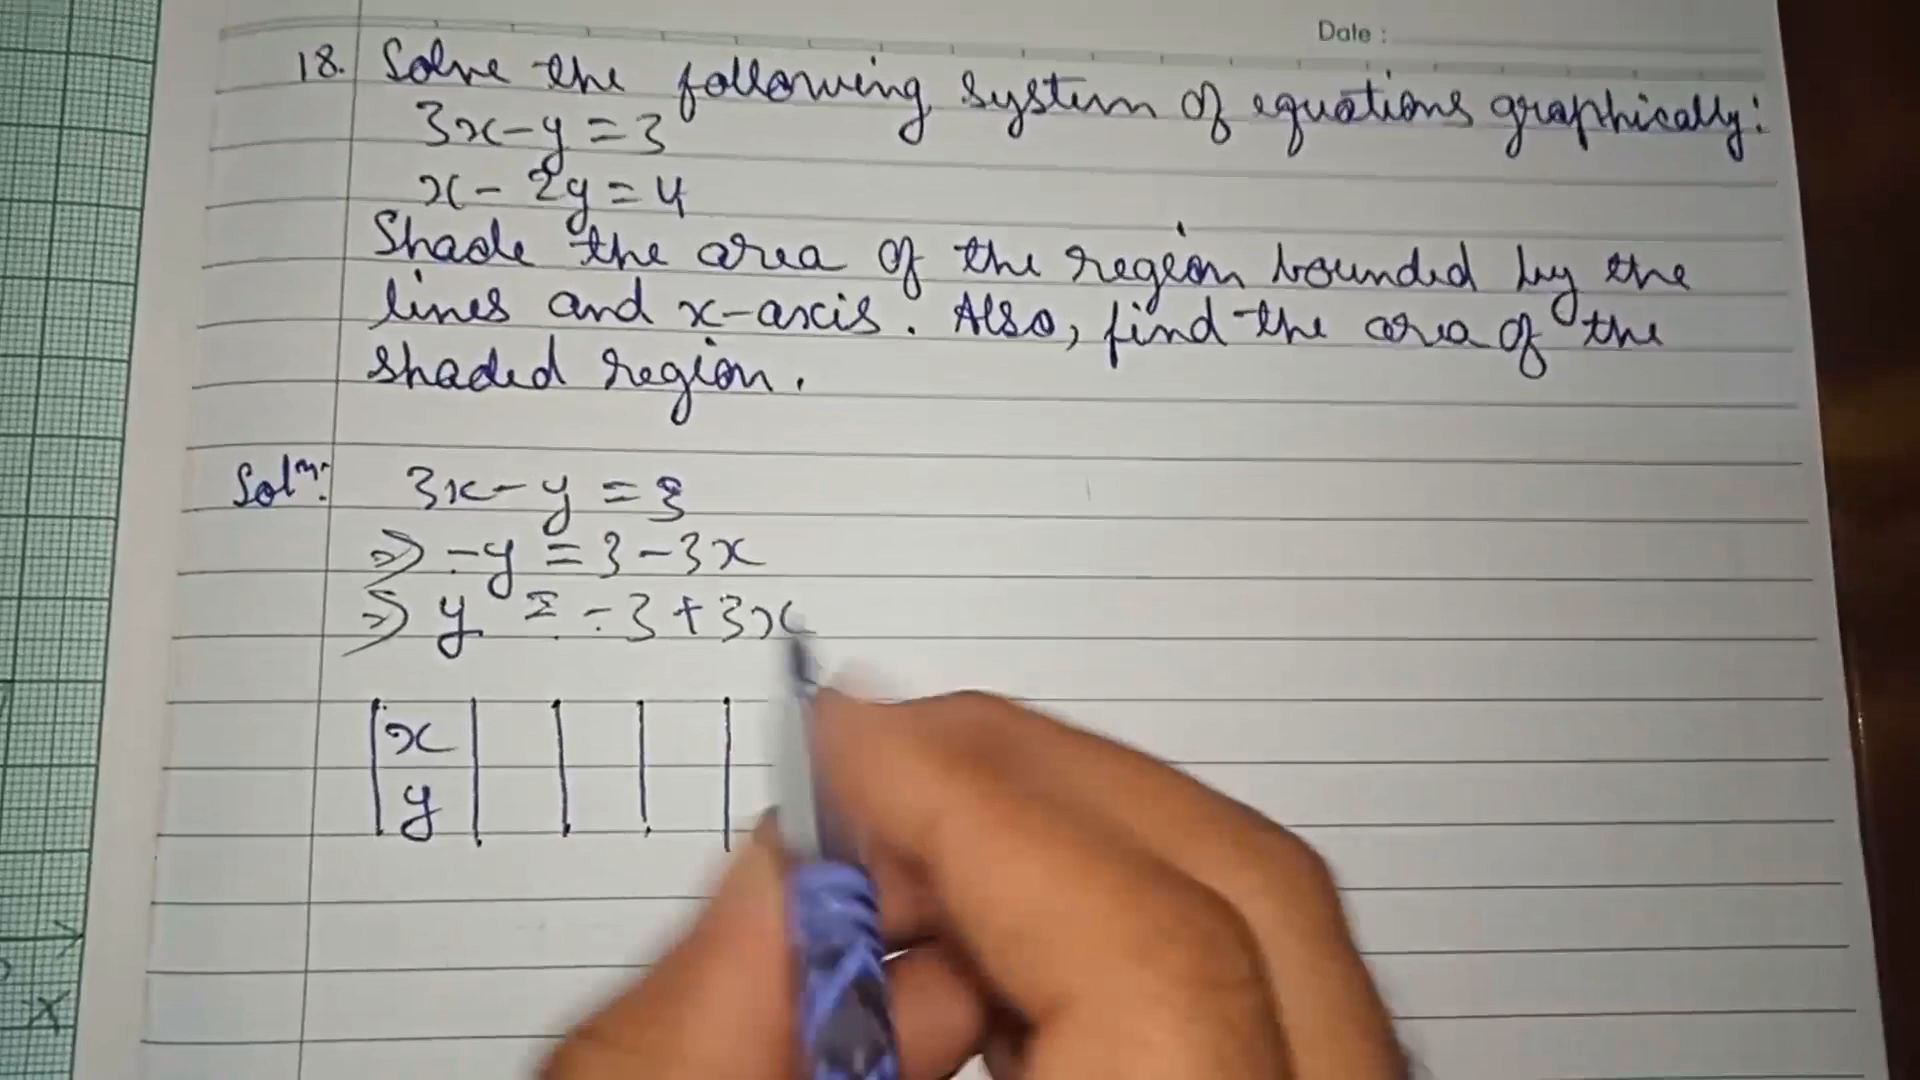 Date :
18. Solve the following system of equations graphically:
3x-y=3
x-2y=4
Shade the area of the region bounded by the
lines and x-axis. Also, find the area of the
shaded region.
Solⁿ: 3x-y=3
⇒ -y=3-3x
⇒ y=-3+3x
x
y
X